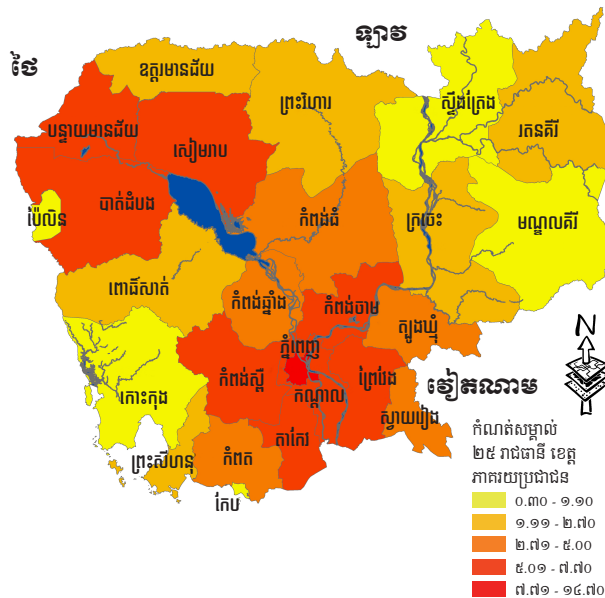 ឡាវ
ថៃ
ឧត្តរមានជ័យ
ព្រះវិហារ
ស្ទឹងត្រែង
រតនគីរី
បន្ទាយមានជ័យ
សៀមរាប
បាត់ដំបង
ប៉ៃលិន
កំពង់ធំ
ក្រចេះ
មណ្ឌលគីរី
ពោធិ៍សាត់
កំពង់ឆ្នាំង
កំពង់ចាម
ត្បូងឃ្មុំ
N
ភ្នំពេញ
កំពង់ស្ពឺ
កណ្តាល
ព្រៃវែង
វៀតណាម
កោះកុង
តាកែវ
ស្វាយរៀង
ព្រះសីហនុ
កំពត
កែប
កំណត់សម្គាល់
២៥ រាជធានី ខេត្ត
ភាគរយប្រជាជន
០.៣០ - ១.១០
១.១១ - ២.៧០
២.៧១ - ៥.០០
៥.០១ - ៧.៧០
៧.៧១ - ១៤.៧០